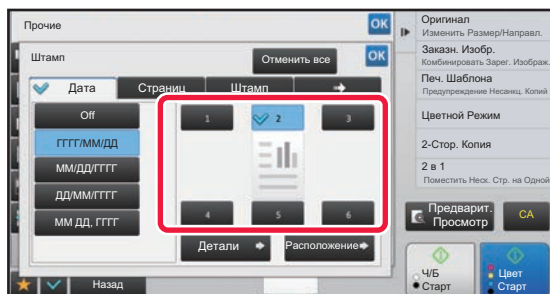 Прочие
OK
Штамп
Отменить все
OK
Дата
Страниц
Штамп
Off
ГГГГ/ММ/ДД
ММ/ДД/ГГГГ
ДД/ММ/ГГГГ
ММ ДД, ГГГГ
1
2
3
4
5
6
Детали
Расположение
Назад
Оригинал
Изменить Размер/Направл.
Заказн. Изобр.
Комбинировать Зарег. Изображ.
Печ. Шаблона
Предупреждение Несанкц. Копий
Цветной Режим
2-Стор. Копия
2 в 1
Поместить Неск. Стр. на Одной
Предварит.
Просмотр
CA
Ч/Б
Старт
Цвет
Старт